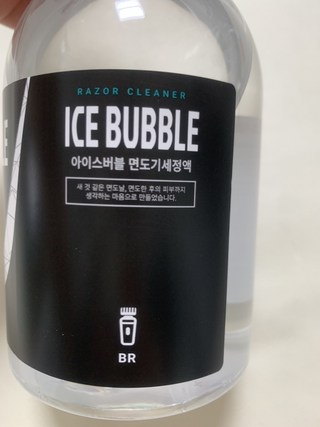 RAZOR CLEANER
ICE BUBBLE
아이스버블 면도기세정액
새 것 같은 면도날, 면도한 후의 피부까지
생각하는 마음으로 만들었습니다.
BR